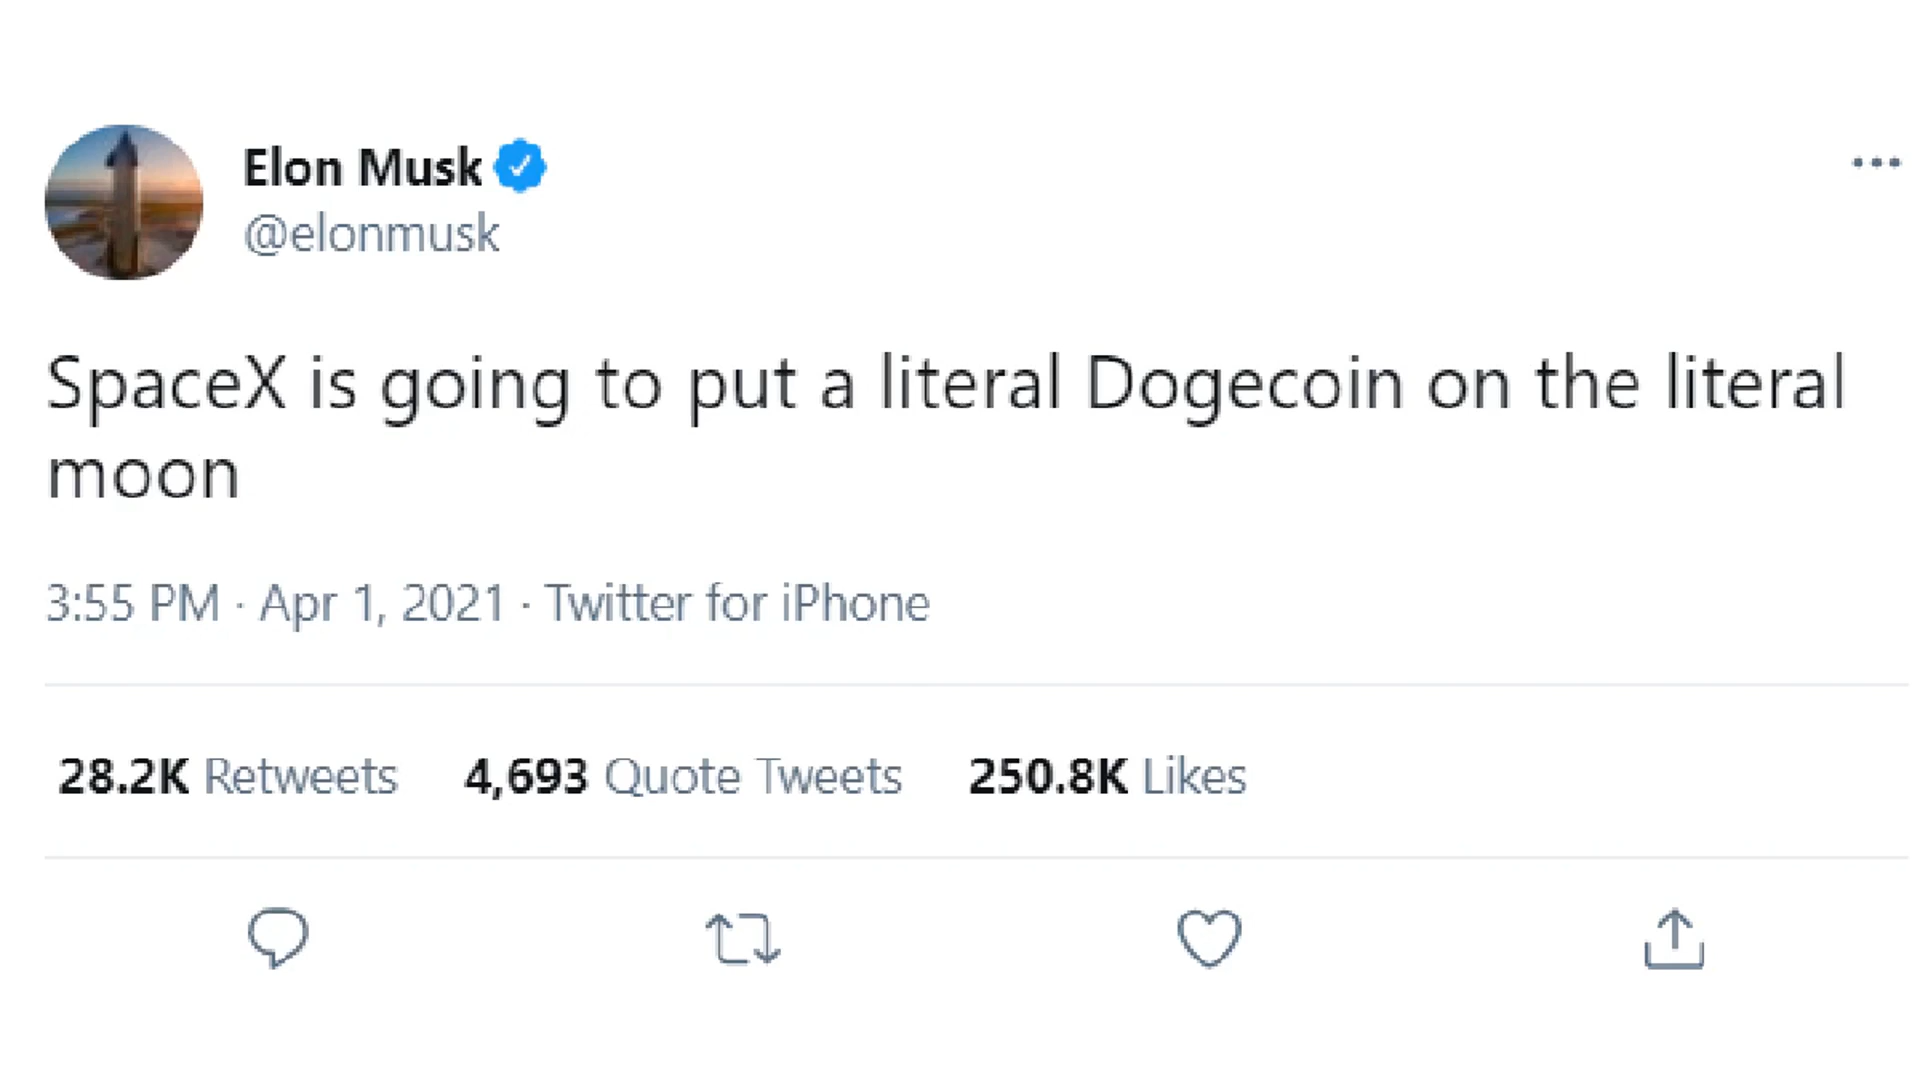 Elon Musk
@elonmusk
SpaceX is going to put a literal Dogecoin on the literal
moon
3:55 PM · Apr 1, 2021 · Twitter for iPhone
28.2K Retweets 4,693 Quote Tweets 250.8K Likes